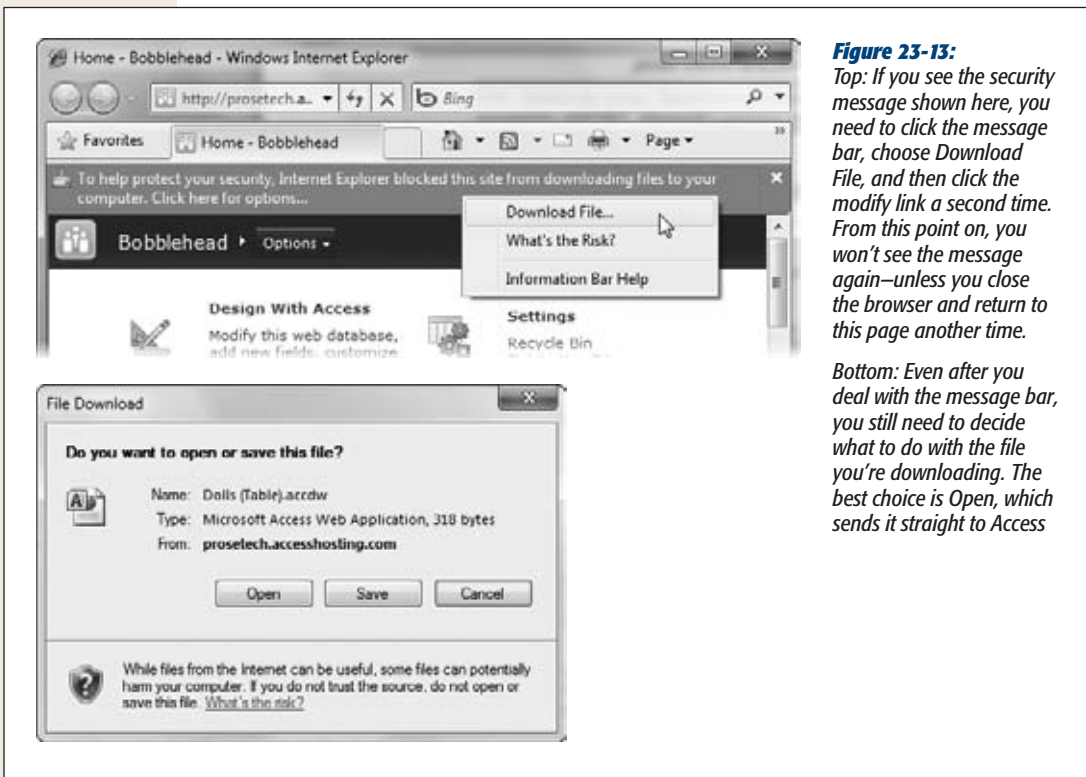 Home - Bobblehead - Windows Internet Explorer
http://prosetech.a..
Bing
Favorites
Home - Bobblehead
Page
To help protect your security, Internet Explorer blocked this site from downloading files to your
computer. Click here for options...
Download File...
What's the Risk?
Information Bar Help
Bobblehead
Options
Design With Access
Modify this web database,
add new fields, customize
Settings
Recycle Bin
Figure 23-13:
Top: If you see the security
message shown here, you
need to click the message
bar, choose Download
File, and then click the
modify link a second time.
From this point on, you
won't see the message
again—unless you close
the browser and return to
this page another time.
Bottom: Even after you
deal with the message bar,
you still need to decide
what to do with the file
you're downloading. The
best choice is Open, which
sends it straight to Access
File Download
Do you want to open or save this file?
Name: Dolls (Table).accdw
Type: Microsoft Access Web Application, 318 bytes
From: prosetech.accesshosting.com
Open
Save
Cancel
While files from the Internet can be useful, some files can potentially
harm your computer. If you do not trust the source, do not open or
save this file. What's the risk?